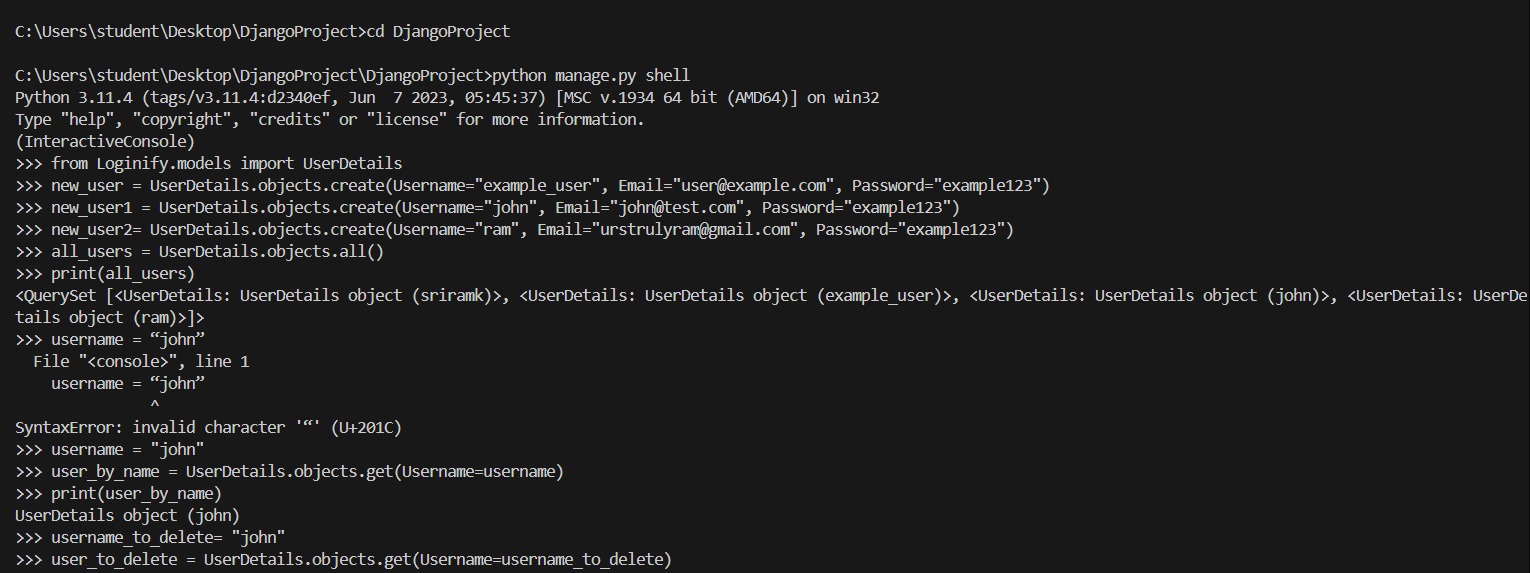 C:\Users\student\Desktop\DjangoProject>cd DjangoProject
C:\Users\student\Desktop\DjangoProject\DjangoProject>python manage.py shell
Python 3.11.4 (tags/v3.11.4:d2340ef, Jun  7 2023, 05:45:37) [MSC v.1934 64 bit (AMD64)] on win32
Type "help", "copyright", "credits" or "license" for more information.
(InteractiveConsole)
>>> from Loginify.models import UserDetails
>>> new_user = UserDetails.objects.create(Username="example_user", Email="user@example.com", Password="example123")
>>> new_user1 = UserDetails.objects.create(Username="john", Email="john@test.com", Password="example123")
>>> new_user2= UserDetails.objects.create(Username="ram", Email="urstrulyram@gmail.com", Password="example123")
>>> all_users = UserDetails.objects.all()
>>> print(all_users)
<QuerySet [<UserDetails: UserDetails object (sriramk)>, <UserDetails: UserDetails object (example_user)>, <UserDetails: UserDetails object (john)>, <UserDetails: UserDe
tails object (ram)>]>
>>> username = “john”
  File "<console>", line 1
    username = “john”
               ^
SyntaxError: invalid character '“' (U+201C)
>>> username = "john"
>>> user_by_name = UserDetails.objects.get(Username=username)
>>> print(user_by_name)
UserDetails object (john)
>>> username_to_delete= "john"
>>> user_to_delete = UserDetails.objects.get(Username=username_to_delete)